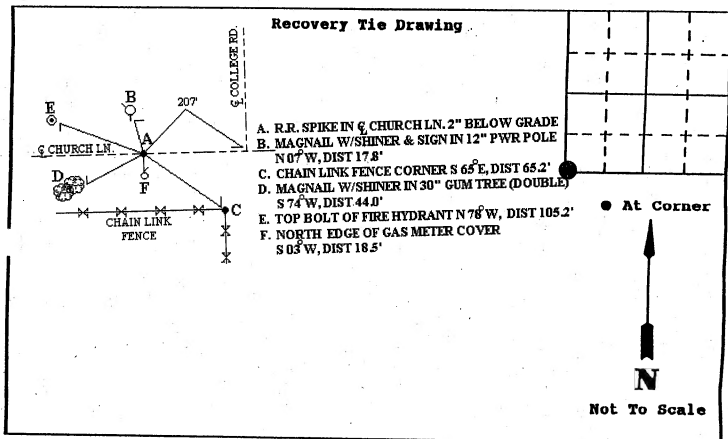 Recovery Tie Drawing
℄ COLLEGE RD.
E
B
207'
A
℄ CHURCH LN.
D
F
C
CHAIN LINK
FENCE
A. R.R. SPIKE IN ℄ CHURCH LN. 2" BELOW GRADE
B. MAGNAIL W/SHINER & SIGN IN 12" PWR POLE
N 07° W, DIST 17.8'
C. CHAIN LINK FENCE CORNER S 65° E, DIST 65.2'
D. MAGNAIL W/SHINER IN 30" GUM TREE (DOUBLE)
S 74° W, DIST.44.0'
E. TOP BOLT OF FIRE HYDRANT N 78° W, DIST 105.2'
F. NORTH EDGE OF GAS METER COVER
S 03° W, DIST 18.5'
At Corner
N
Not To Scale